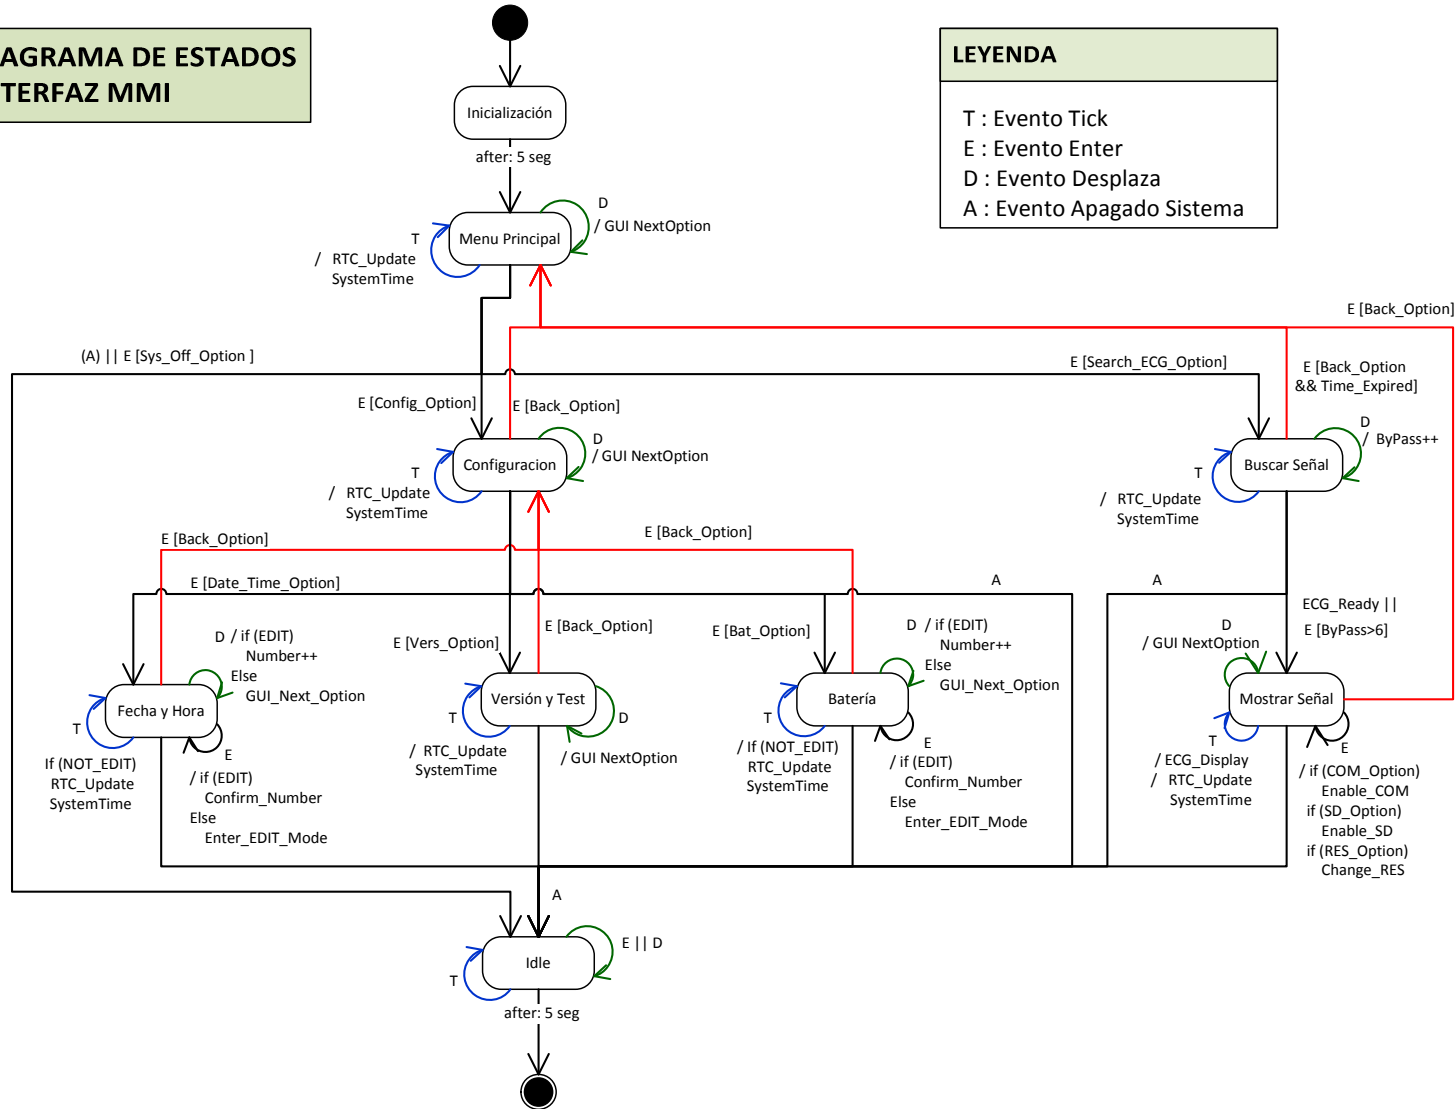 AGRAMA DE ESTADOS
TERFAZ MMI
LEYENDA
T : Evento Tick
E : Evento Enter
D : Evento Desplaza
A : Evento Apagado Sistema
Inicialización
after: 5 seg
D
/ GUI NextOption
Menu Principal
T
/ RTC_Update
SystemTime
E [Back_Option]
(A) || E [Sys_Off_Option ]
E [Search_ECG_Option]
E [Back_Option
&& Time_Expired]
E [Config_Option]
E [Back_Option]
D
/ GUI NextOption
Configuracion
T
/ RTC_Update
SystemTime
D
/ ByPass++
Buscar Señal
T
/ RTC_Update
SystemTime
E [Back_Option]
E [Back_Option]
E [Date_Time_Option]
A
A
E [Vers_Option]
E [Back_Option]
E [Bat_Option]
ECG_Ready ||
E [ByPass>6]
D / if (EDIT)
Number++
Else
GUI_Next_Option
Fecha y Hora
T
If (NOT_EDIT)
RTC_Update
SystemTime
E
/ if (EDIT)
Confirm_Number
Else
Enter_EDIT_Mode
Versión y Test
T
/ RTC_Update
SystemTime
D
/ GUI NextOption
D / if (EDIT)
Number++
Else
GUI_Next_Option
Batería
T
/ If (NOT_EDIT)
RTC_Update
SystemTime
E
/ if (EDIT)
Confirm_Number
Else
Enter_EDIT_Mode
D
/ GUI NextOption
Mostrar Señal
T
/ ECG_Display
/ RTC_Update
SystemTime
E
/ if (COM_Option)
Enable_COM
if (SD_Option)
Enable_SD
if (RES_Option)
Change_RES
A
E || D
Idle
T
after: 5 seg